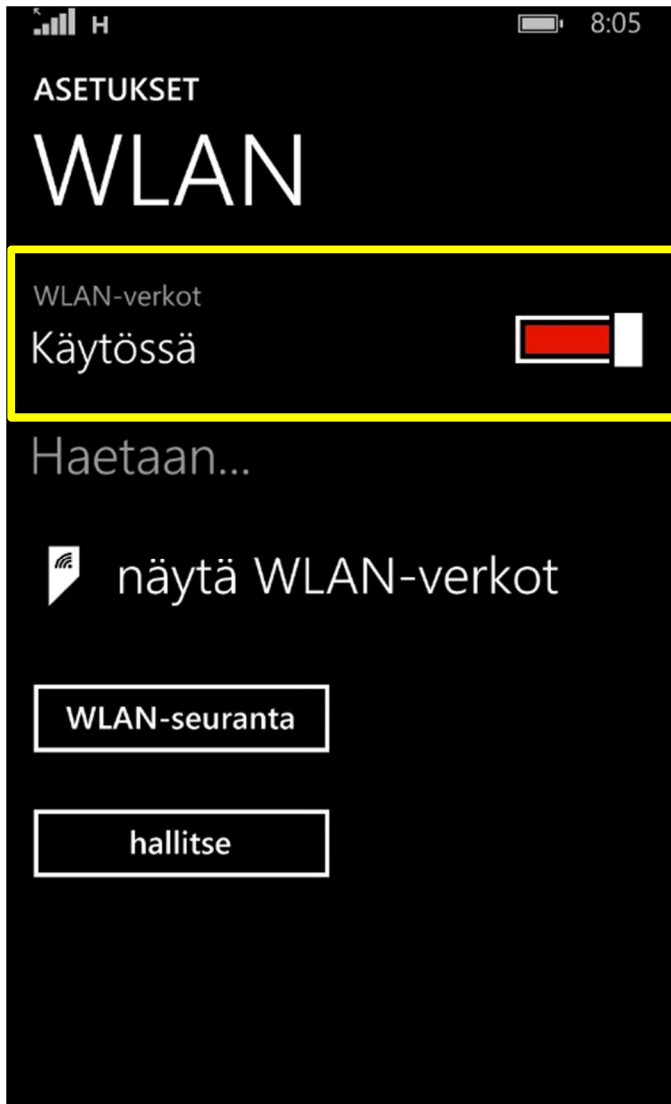 H 8:05
ASETUKSET
WLAN
WLAN-verkot
Käytössä
Haetaan...
näytä WLAN-verkot
WLAN-seuranta
hallitse